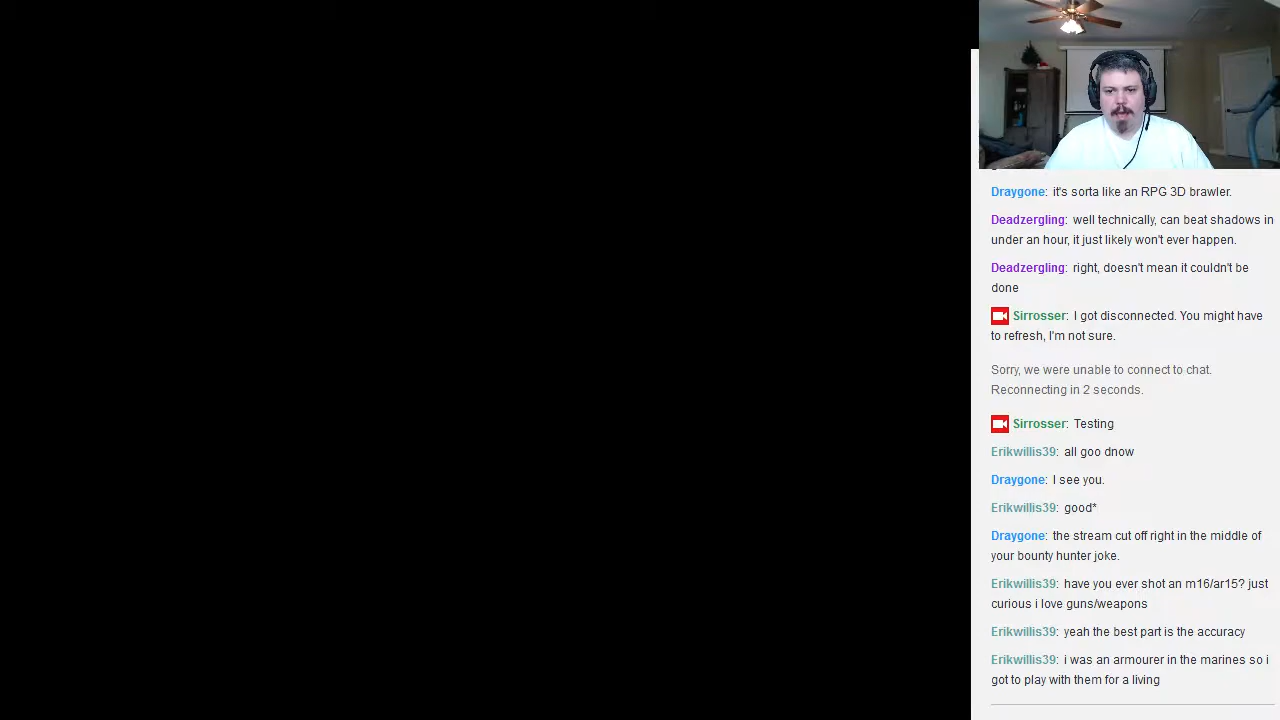 Draygone: it's sorta like an RPG 3D brawler.
Deadzergling: well technically, can beat shadows in
under an hour, it just likely won't ever happen.
Deadzergling: right, doesn't mean it couldn't be
done
Sirrosser: I got disconnected. You might have
to refresh, I'm not sure.
Sorry, we were unable to connect to chat.
Reconnecting in 2 seconds.
Sirrosser: Testing
Erikwillis39: all goo dnow
Draygone: I see you.
Erikwillis39: good*
Draygone: the stream cut off right in the middle of
your bounty hunter joke.
Erikwillis39: have you ever shot an m16/ar15? just
curious i love guns/weapons
Erikwillis39: yeah the best part is the accuracy
Erikwillis39: i was an armourer in the marines so i
got to play with them for a living